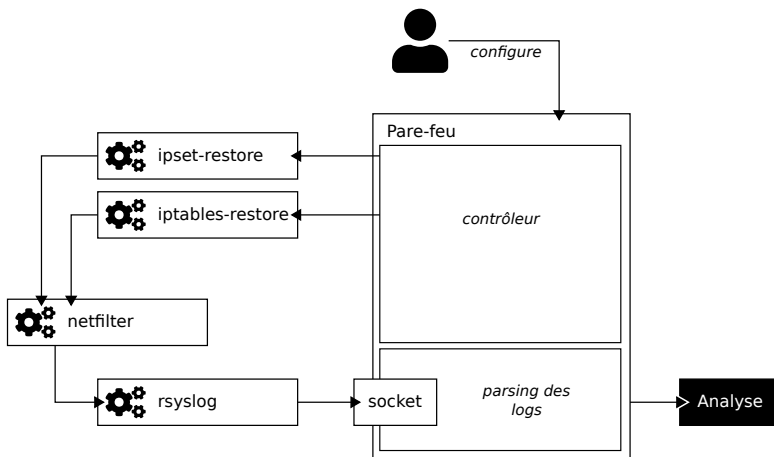 configure
Pare-feu
ipset-restore
iptables-restore
contrôleur
netfilter
rsyslog
socket
parsing des
logs
Analyse